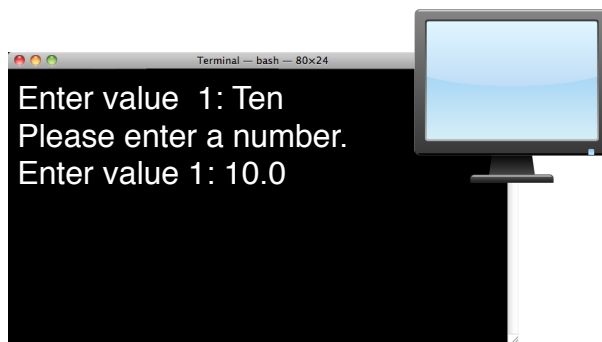 Terminal — bash — 80×24
Enter value  1: Ten
Please enter a number.
Enter value 1: 10.0